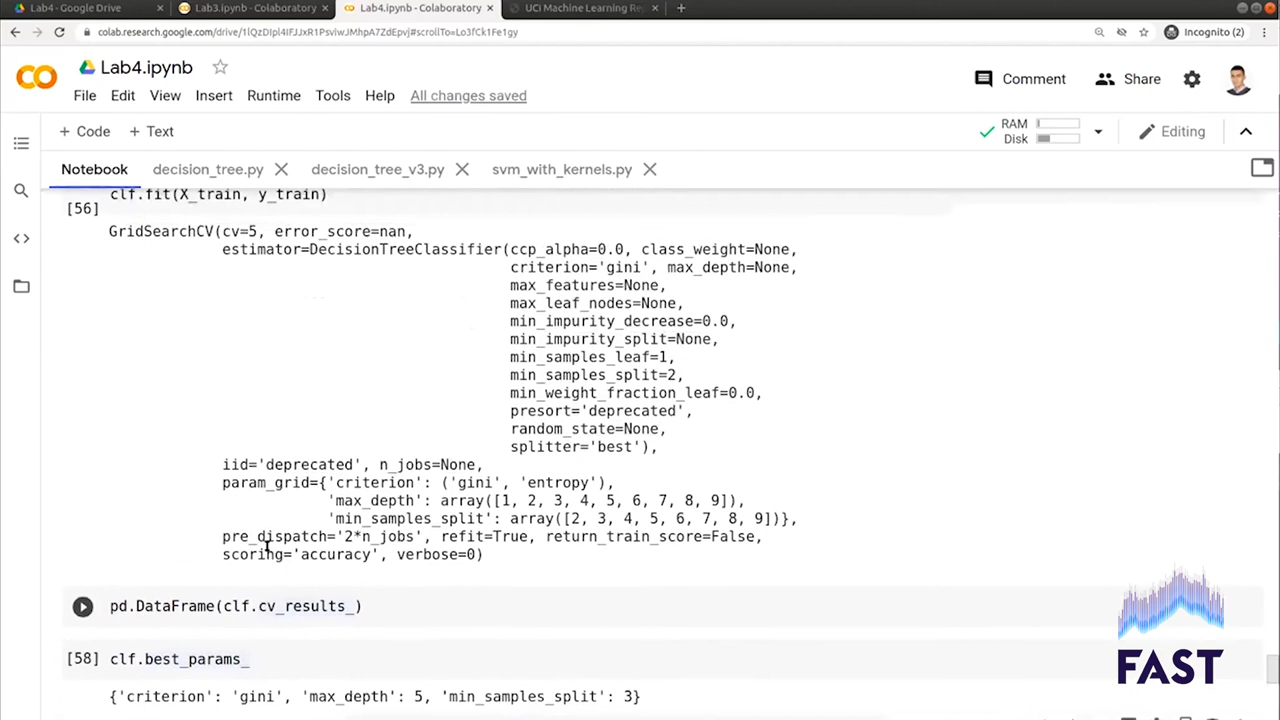 Lab4 - Google Drive
Lab3.ipynb - Colaboratory
Lab4.ipynb - Colaboratory
UCI Machine Learning Re
colab.research.google.com/drive/1lQzDIpl4IFJJxR1PsviwJMhpA7ZdEpvj#scrollTo=Lo3fCk1Fe1gy
Incognito (2)
Lab4.ipynb
Comment
Share
File Edit View Insert Runtime Tools Help All changes saved
+ Code + Text
RAM
Disk
Editing
Notebook decision_tree.py decision_tree_v3.py svm_with_kernels.py
clf.fit(X_train, y_train)
[56]
GridSearchCV(cv=5, error_score=nan,
estimator=DecisionTreeClassifier(ccp_alpha=0.0, class_weight=None,
criterion='gini', max_depth=None,
max_features=None,
max_leaf_nodes=None,
min_impurity_decrease=0.0,
min_impurity_split=None,
min_samples_leaf=1,
min_samples_split=2,
min_weight_fraction_leaf=0.0,
presort='deprecated',
random_state=None,
splitter='best'),
iid='deprecated', n_jobs=None,
param_grid={'criterion': ('gini', 'entropy'),
'max_depth': array([1, 2, 3, 4, 5, 6, 7, 8, 9]),
'min_samples_split': array([2, 3, 4, 5, 6, 7, 8, 9])},
pre_dispatch='2*n_jobs', refit=True, return_train_score=False,
scoring='accuracy', verbose=0)
pd.DataFrame(clf.cv_results_)
[58] clf.best_params_
{'criterion': 'gini', 'max_depth': 5, 'min_samples_split': 3}
FAST